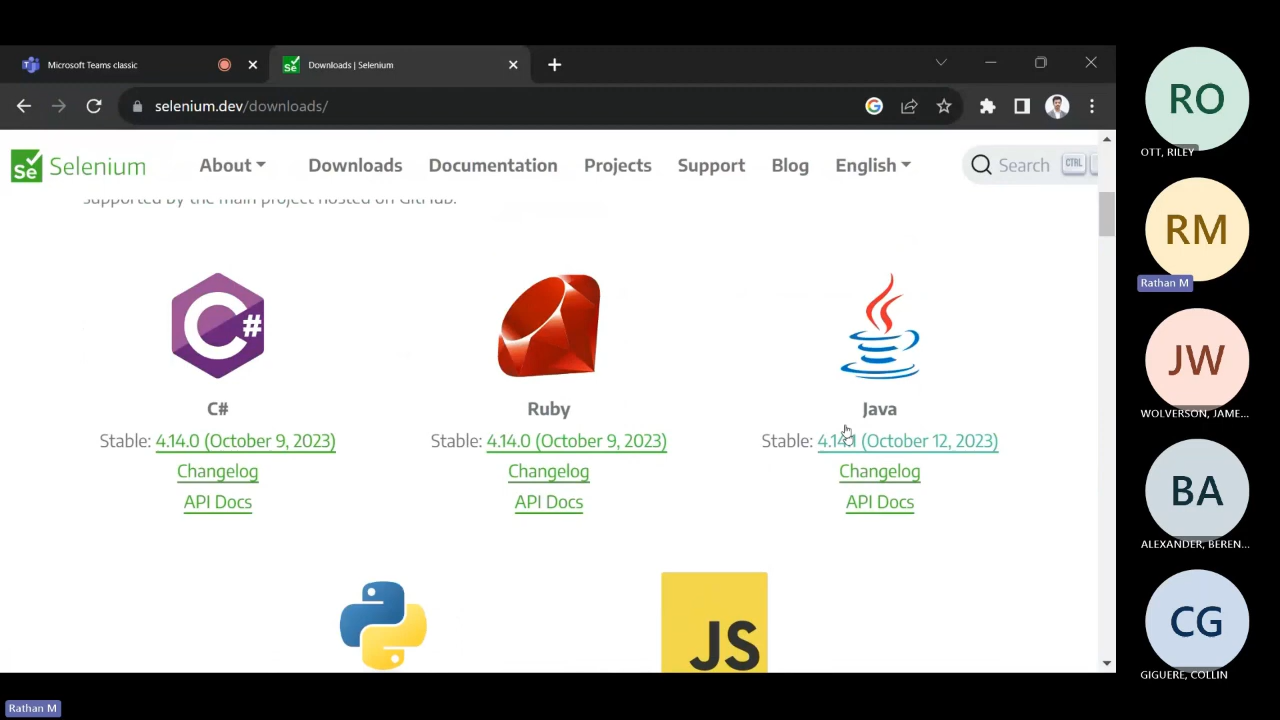 Microsoft Teams classic
Downloads | Selenium
selenium.dev/downloads/
Se Selenium
About
Downloads
Documentation
Projects
Support
Blog
English
Search
CTRL
supported by the main project hosted on GitHub.
C#
Ruby
Java
Stable: 4.14.0 (October 9, 2023)
Stable: 4.14.0 (October 9, 2023)
Stable: 4.14.1 (October 12, 2023)
Changelog
Changelog
Changelog
API Docs
API Docs
API Docs
JS
RO
OTT, RILEY
RM
Rathan M
JW
WOLVERSON, JAME...
BA
ALEXANDER, BEREN...
CG
GIGUERE, COLLIN
Rathan M